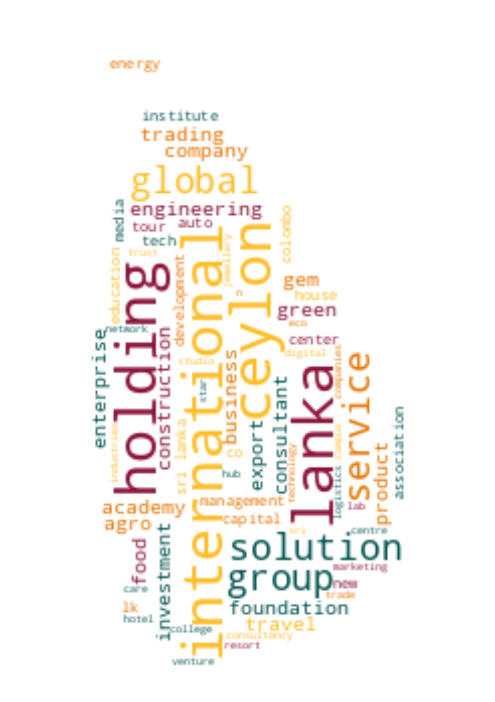 energy
institute
trading
company
global
engineering
media
tour
auto
tech
colombo
trust
jewellery
education
development
international
ceylon
holding
gem
house
green
n
eco
network
center
enterprise
construction
digital
studio
companies
business
star
lanka
service
consultant
export
sri lanka
co
hub
technology
campus
industries
product
association
logistics
lab
management
academy
capital
agro
sri
centre
investment
solution
food
group
marketing
new
care
trade
lk
foundation
hotel
travel
college
consultancy
resort
venture